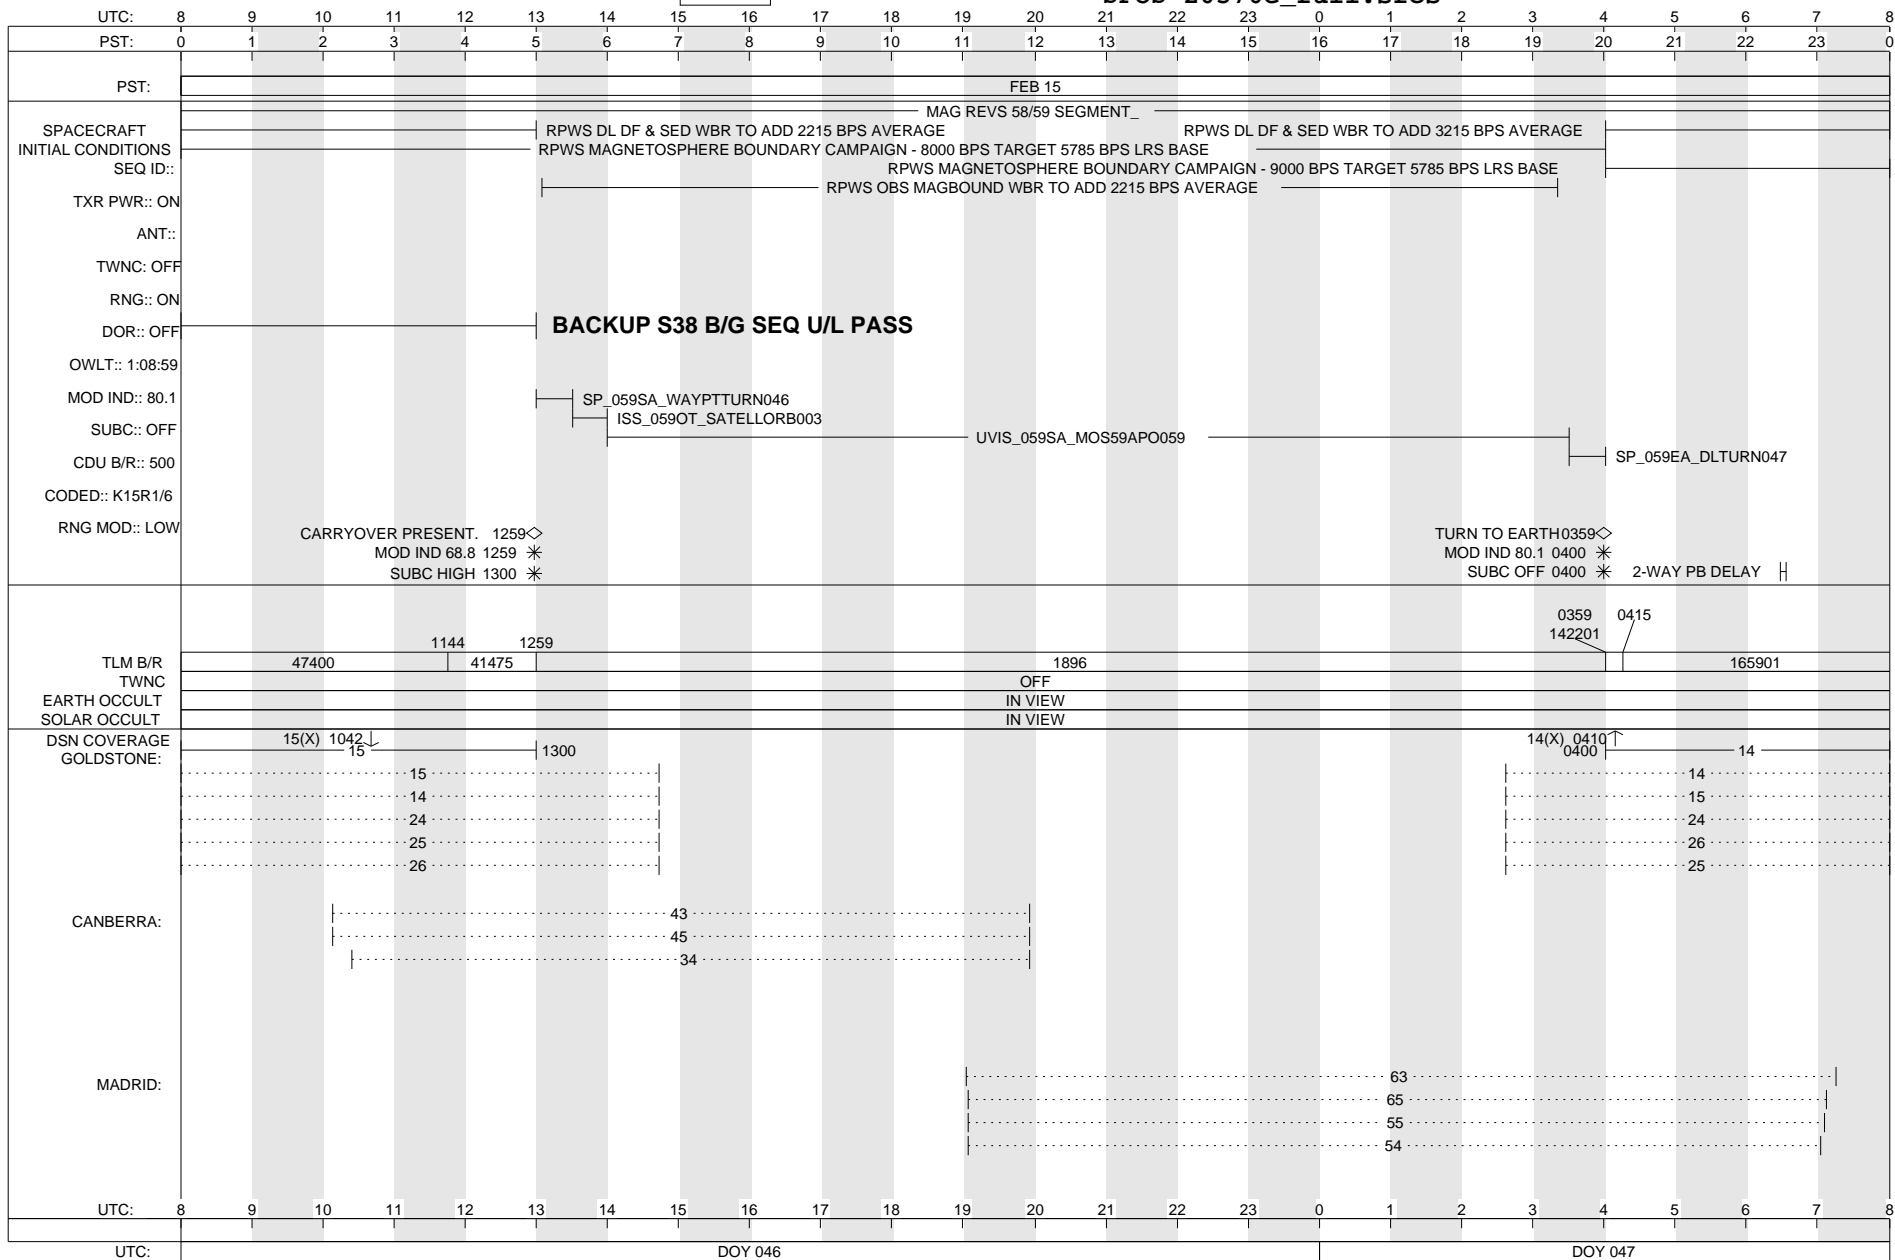 UTC: 8 9 10 11 12 13 14 15 16 17 18 19 20 21 22 23 0 1 2 3 4 5 6 7 8
PST: 0 1 2 3 4 5 6 7 8 9 10 11 12 13 14 15 16 17 18 19 20 21 22 23 0
PST: FEB 15
MAG REVS 58/59 SEGMENT_
SPACECRAFT RPWS DL DF & SED WBR TO ADD 2215 BPS AVERAGE RPWS DL DF & SED WBR TO ADD 3215 BPS AVERAGE
INITIAL CONDITIONS RPWS MAGNETOSPHERE BOUNDARY CAMPAIGN - 8000 BPS TARGET 5785 BPS LRS BASE
SEQ ID:: RPWS MAGNETOSPHERE BOUNDARY CAMPAIGN - 9000 BPS TARGET 5785 BPS LRS BASE
RPWS OBS MAGBOUND WBR TO ADD 2215 BPS AVERAGE
TXR PWR:: ON
ANT::
TWNC: OFF
RNG:: ON
DOR:: OFF BACKUP S38 B/G SEQ U/L PASS
OWLT:: 1:08:59
MOD IND:: 80.1 SP_059SA_WAYPTTURN046
ISS_059OT_SATELLORB003
SUBC:: OFF UVIS_059SA_MOS59APO059
CDU B/R:: 500 SP_059EA_DLTURN047
CODED:: K15R1/6
RNG MOD:: LOW
CARRYOVER PRESENT. 1259 TURN TO EARTH 0359
MOD IND 68.8 1259 MOD IND 80.1 0400
SUBC HIGH 1300 SUBC OFF 0400 2-WAY PB DELAY
0359 0415
142201
1144 1259
TLM B/R 47400 41475 1896 165901
TWNC OFF
EARTH OCCULT IN VIEW
SOLAR OCCULT IN VIEW
DSN COVERAGE 15(X) 1042 14(X) 0410
GOLDSTONE: 15 1300 0400 14
15 14
14 15
24 24
25 26
26 25
CANBERRA: 43
45
34
MADRID: 63
65
55
54
UTC: 8 9 10 11 12 13 14 15 16 17 18 19 20 21 22 23 0 1 2 3 4 5 6 7 8
UTC: DOY 046 DOY 047